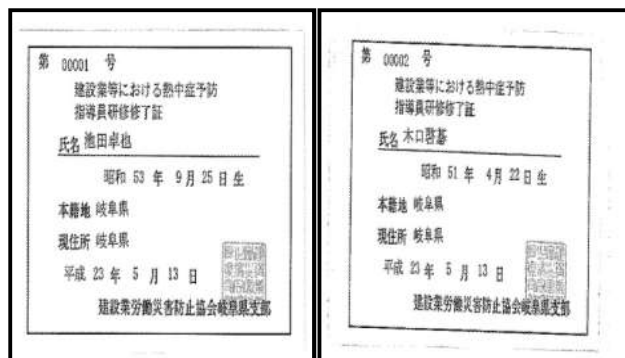 第 00001 号
建設業等における熱中症予防
指導員研修修了証
氏名 池田卓也
昭和 53 年 9月 25 日 生
本籍地 岐阜県
現住所 岐阜県
平成 23 年 5 月 13 日
建設業労働災害防止協会岐阜県支部
第 00002 号
建設業等における熱中症予防
指導員研修修了証
氏名 木口啓基
昭和 51 年 4月 22 日 生
本籍地 岐阜県
現住所 岐阜県
平成 23 年 5 月 13 日
建設業労働災害防止協会岐阜県支部